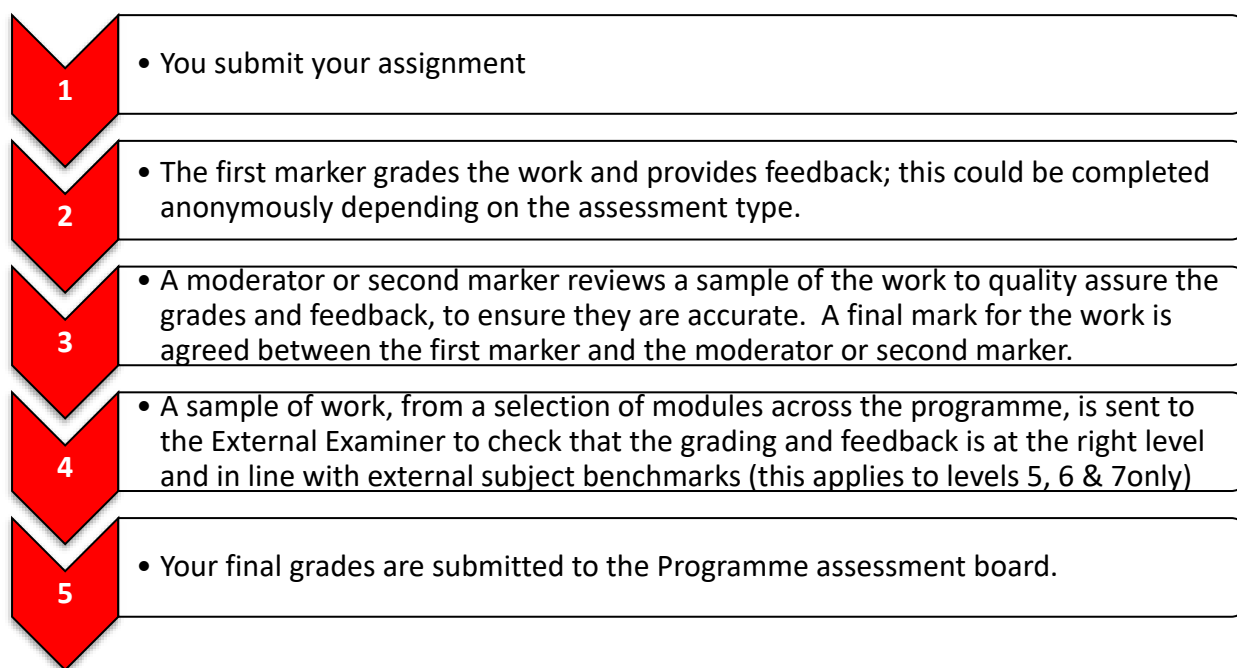 1
• You submit your assignment
2
• The first marker grades the work and provides feedback; this could be completed
anonymously depending on the assessment type.
3
• A moderator or second marker reviews a sample of the work to quality assure the
grades and feedback, to ensure they are accurate.  A final mark for the work is
agreed between the first marker and the moderator or second marker.
4
• A sample of work, from a selection of modules across the programme, is sent to
the External Examiner to check that the grading and feedback is at the right level
and in line with external subject benchmarks (this applies to levels 5, 6 & 7only)
5
• Your final grades are submitted to the Programme assessment board.